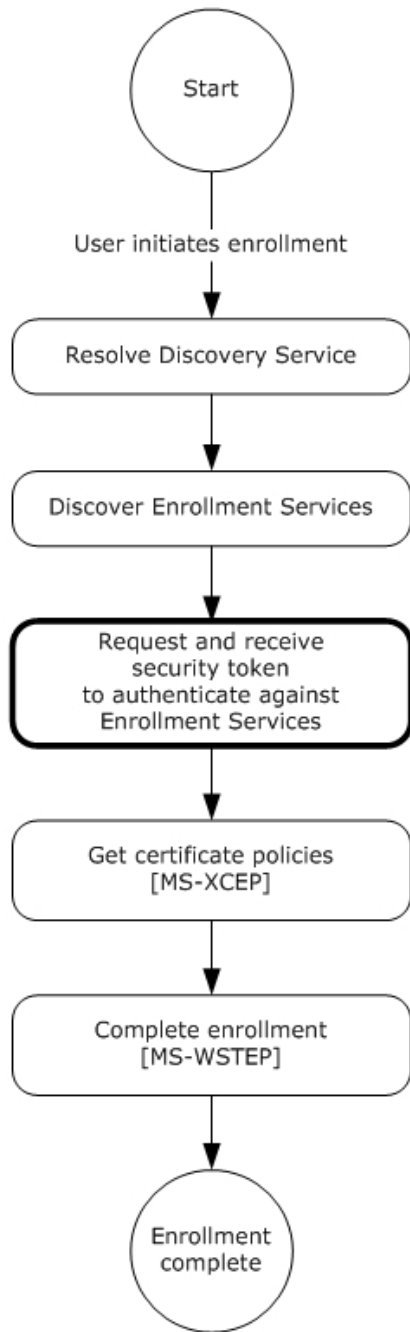 Start
User initiates enrollment
Resolve Discovery Service
Discover Enrollment Services
Request and receive
security token
to authenticate against
Enrollment Services
Get certificate policies
[MS-XCEP]
Complete enrollment
[MS-WSTEP]
Enrollment
complete